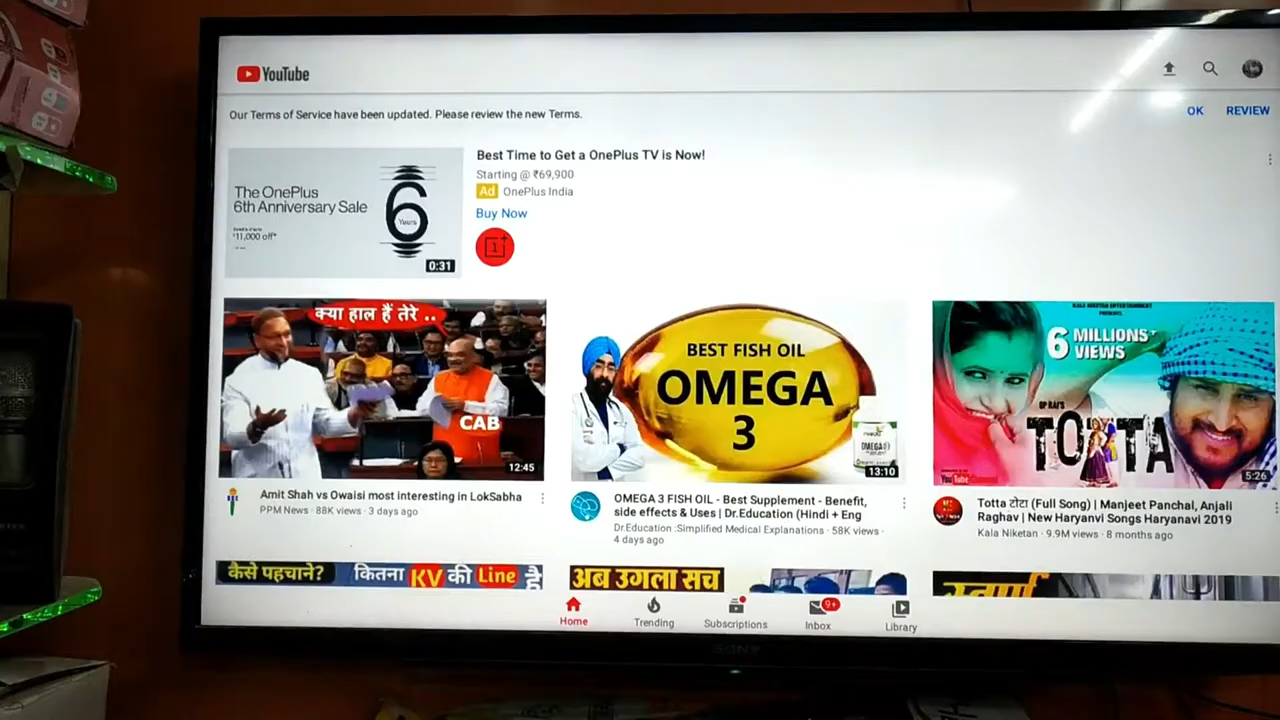 YouTube
Our Terms of Service have been updated. Please review the new Terms.
OK
REVIEW
The OnePlus
6th Anniversary Sale
11,000 off*
6
Years
0:31
Best Time to Get a OnePlus TV is Now!
Starting @ ₹69,900
Ad OnePlus India
Buy Now
क्या हाल हैं तेरे ..
CAB
12:45
Amit Shah vs Owaisi most interesting in LokSabha
PPM News · 88K views · 3 days ago
BEST FISH OIL
OMEGA
3
OMEGA
13:10
OMEGA 3 FISH OIL - Best Supplement - Benefit,
side effects & Uses | Dr.Education (Hindi + Eng
Dr.Education :Simplified Medical Explanations · 58K views ·
4 days ago
6 MILLIONS+
VIEWS
TOTTA
YouTube
5:26
Totta टोटा (Full Song) | Manjeet Panchal, Anjali
Raghav | New Haryanvi Songs Haryanavi 2019
Kala Niketan · 9.9M views · 8 months ago
कैसे पहचाने?
कितना KV की Line है
अब उगला सच
Home
Trending
Subscriptions
9+
Inbox
Library
SONY